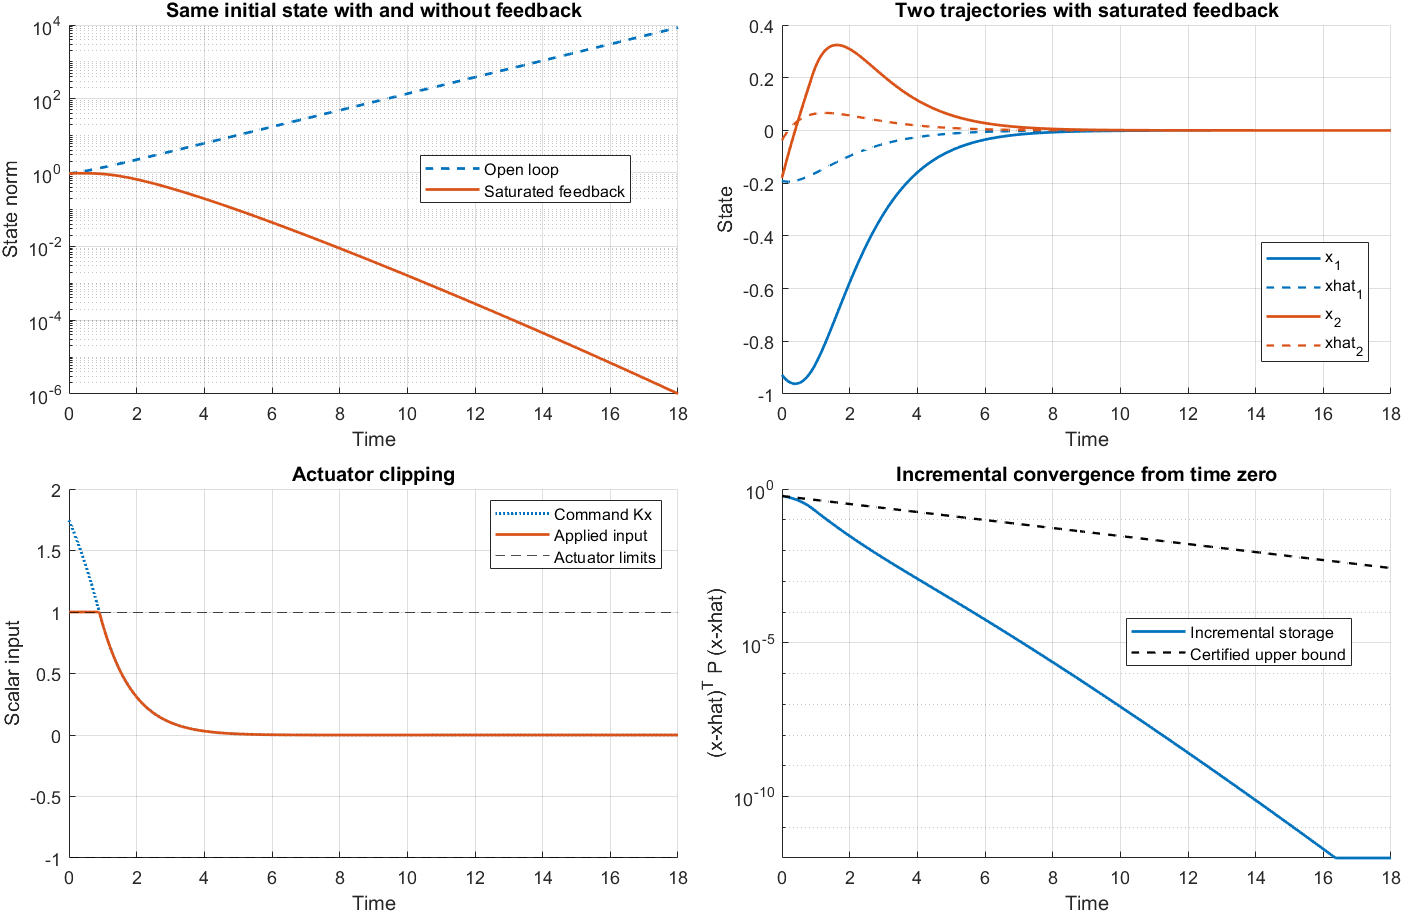 Same initial state with and without feedback
10^4
10^2
10^0
10^-2
10^-4
10^-6
State norm
Open loop
Saturated feedback
0 2 4 6 8 10 12 14 16 18
Time
Two trajectories with saturated feedback
0.4
0.2
0
-0.2
-0.4
-0.6
-0.8
-1
State
x_1
xhat_1
x_2
xhat_2
0 2 4 6 8 10 12 14 16 18
Time
Actuator clipping
2
1.5
1
0.5
0
-0.5
-1
Scalar input
Command Kx
Applied input
Actuator limits
0 2 4 6 8 10 12 14 16 18
Time
Incremental convergence from time zero
10^0
10^-5
10^-10
(x-xhat)^T P (x-xhat)
Incremental storage
Certified upper bound
0 2 4 6 8 10 12 14 16 18
Time